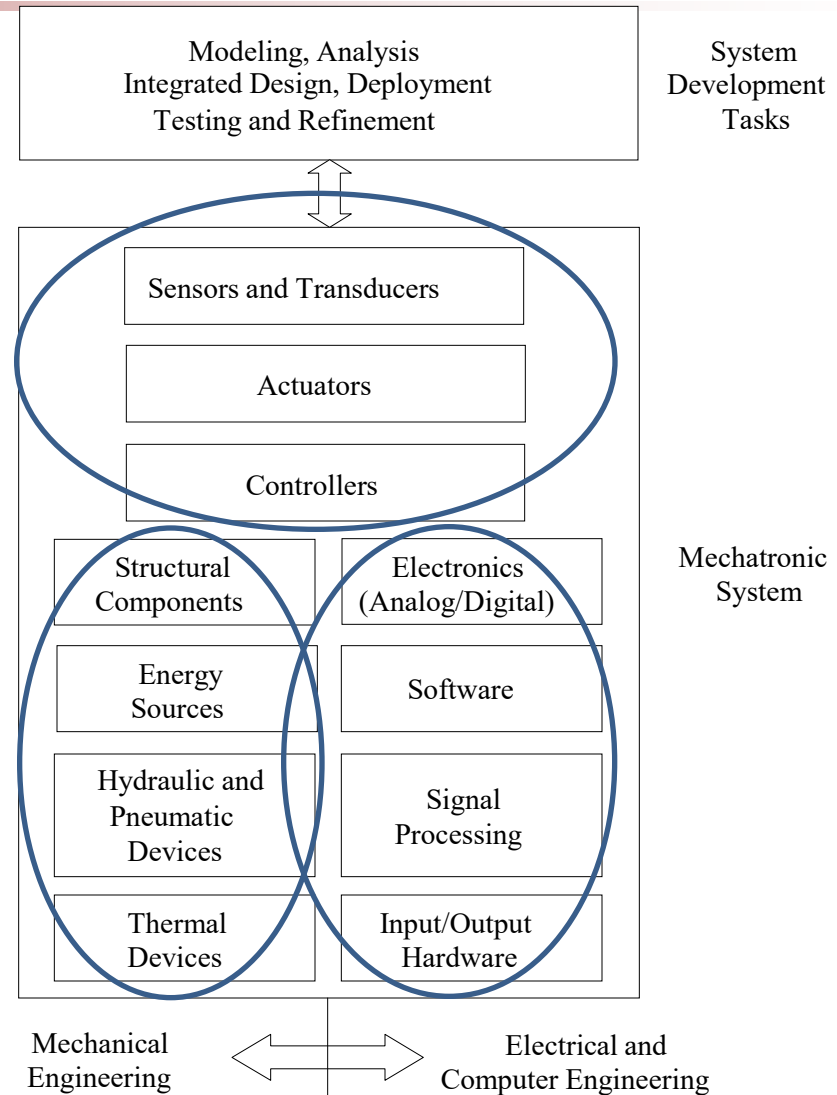 Modeling, Analysis
Integrated Design, Deployment
Testing and Refinement
System
Development
Tasks
Sensors and Transducers
Actuators
Controllers
Structural
Components
Electronics
(Analog/Digital)
Mechatronic
System
Energy
Sources
Software
Hydraulic and
Pneumatic
Devices
Signal
Processing
Thermal
Devices
Input/Output
Hardware
Mechanical
Engineering
Electrical and
Computer Engineering